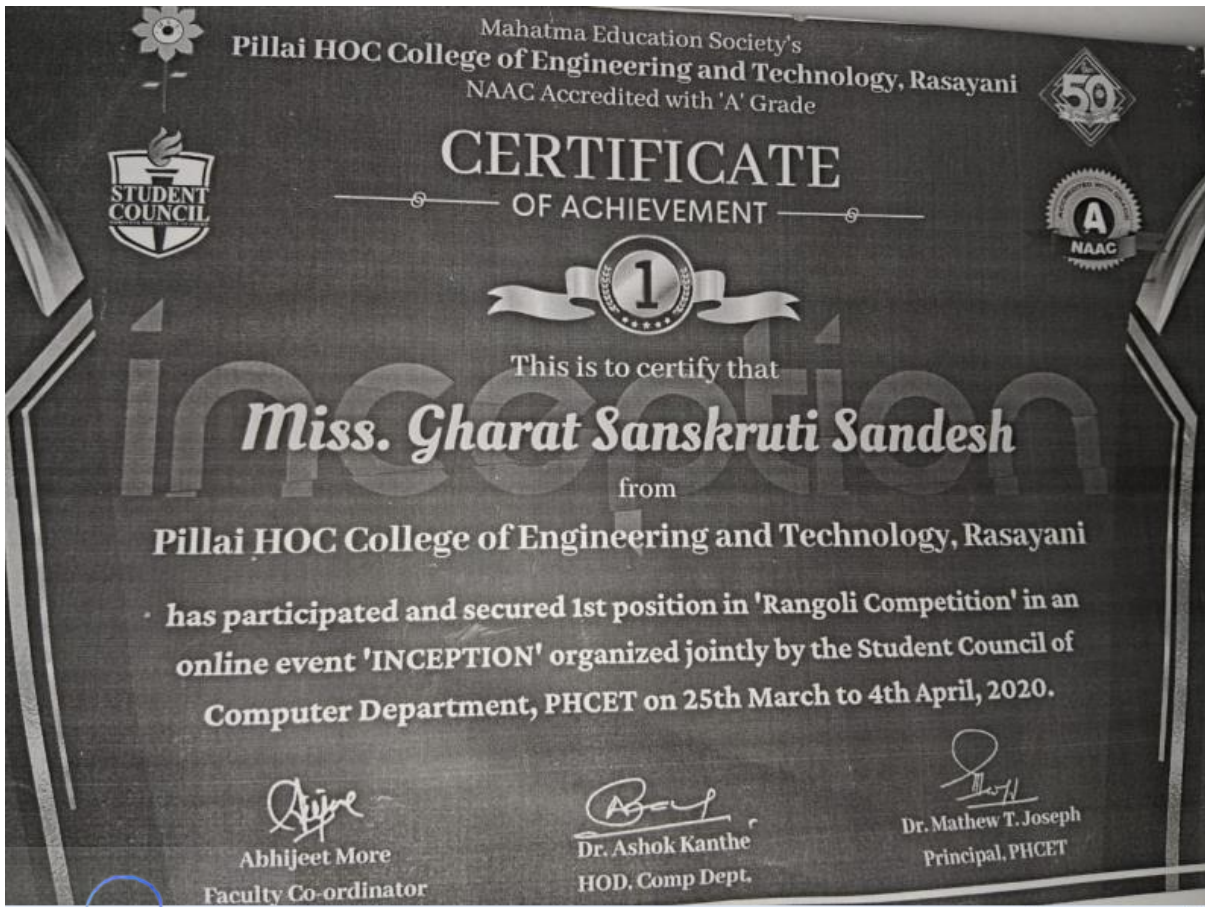 Mahatma Education Society's
Pillai HOC College of Engineering and Technology, Rasayani
NAAC Accredited with 'A' Grade
50
STUDENT
COUNCIL
CERTIFICATE
OF ACHIEVEMENT
A
NAAC
1
inception
This is to certify that
Miss. Gharat Sanskruti Sandesh
from
Pillai HOC College of Engineering and Technology, Rasayani
has participated and secured 1st position in 'Rangoli Competition' in an
online event 'INCEPTION' organized jointly by the Student Council of
Computer Department, PHCET on 25th March to 4th April, 2020.
Abhijeet More
Faculty Co-ordinator
Dr. Ashok Kanthe
HOD. Comp Dept.
Dr. Mathew T. Joseph
Principal, PHCET